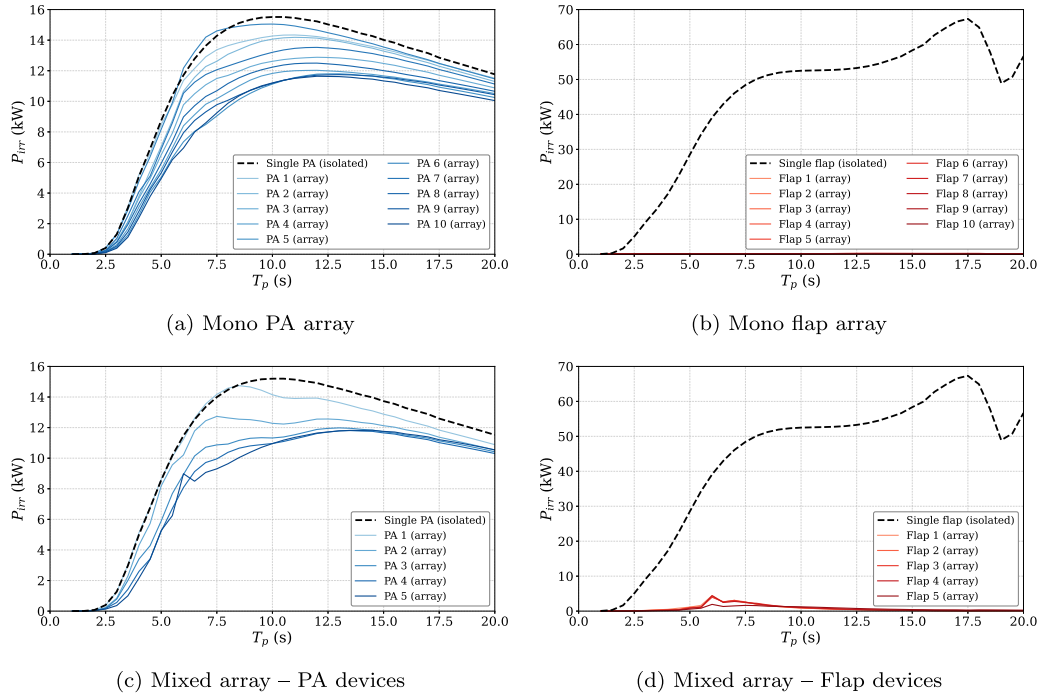 16
14
12
10
8
6
4
2
0
P_irr (kW)
0.0 2.5 5.0 7.5 10.0 12.5 15.0 17.5 20.0
T_p (s)
Single PA (isolated)
PA 1 (array)
PA 2 (array)
PA 3 (array)
PA 4 (array)
PA 5 (array)
PA 6 (array)
PA 7 (array)
PA 8 (array)
PA 9 (array)
PA 10 (array)
(a) Mono PA array
70
60
50
40
30
20
10
0
P_irr (kW)
0.0 2.5 5.0 7.5 10.0 12.5 15.0 17.5 20.0
T_p (s)
Single flap (isolated)
Flap 1 (array)
Flap 2 (array)
Flap 3 (array)
Flap 4 (array)
Flap 5 (array)
Flap 6 (array)
Flap 7 (array)
Flap 8 (array)
Flap 9 (array)
Flap 10 (array)
(b) Mono flap array
16
14
12
10
8
6
4
2
0
P_irr (kW)
0.0 2.5 5.0 7.5 10.0 12.5 15.0 17.5 20.0
T_p (s)
Single PA (isolated)
PA 1 (array)
PA 2 (array)
PA 3 (array)
PA 4 (array)
PA 5 (array)
(c) Mixed array – PA devices
70
60
50
40
30
20
10
0
P_irr (kW)
0.0 2.5 5.0 7.5 10.0 12.5 15.0 17.5 20.0
T_p (s)
Single flap (isolated)
Flap 1 (array)
Flap 2 (array)
Flap 3 (array)
Flap 4 (array)
Flap 5 (array)
(d) Mixed array – Flap devices